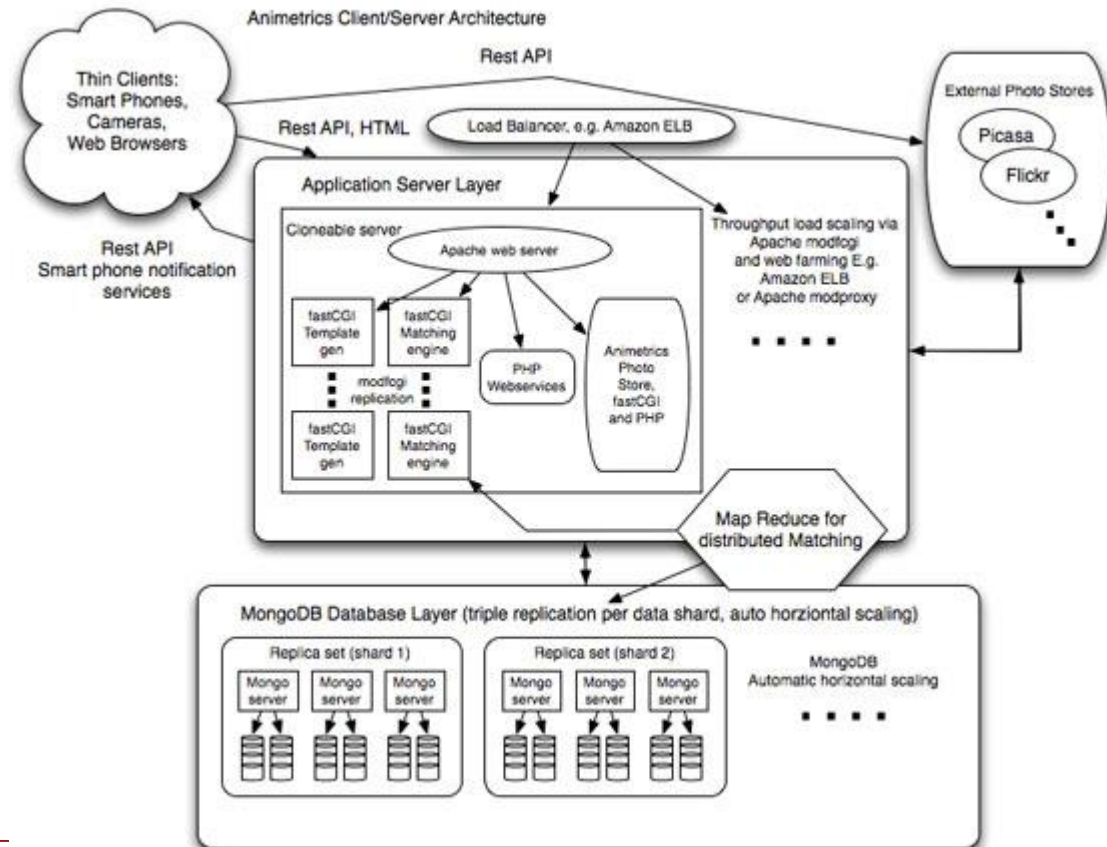 Animetrics Client/Server Architecture
Rest API
Thin Clients:
Smart Phones,
Cameras,
Web Browsers
External Photo Stores
Picasa
Flickr
Rest API, HTML
Load Balancer, e.g. Amazon ELB
Application Server Layer
Rest API
Smart phone notification
services
Cloneable server
Apache web server
Throughput load scaling via
Apache modfcgi
and web farming E.g.
Amazon ELB
or Apache modproxy
fastCGI
Template
gen
fastCGI
Matching
engine
modfcgi
replication
PHP
Webservices
Animetrics
Photo
Store,
fastCGI
and PHP
fastCGI
Template
gen
fastCGI
Matching
engine
Map Reduce for
distributed Matching
MongoDB Database Layer (triple replication per data shard, auto horziontal scaling)
Replica set (shard 1)
Mongo
server
Mongo
server
Mongo
server
Replica set (shard 2)
Mongo
server
Mongo
server
Mongo
server
MongoDB
Automatic horizontal scaling